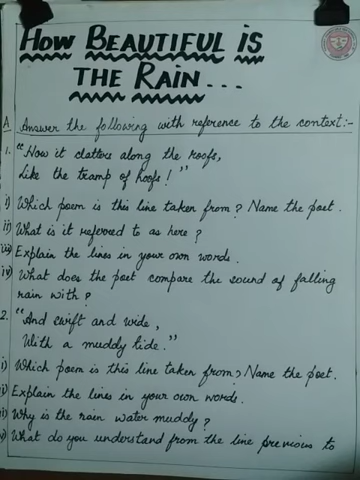 How Beautiful is
the Rain...
A Answer the following with reference to the context:-
1. "How it clatters along the roofs,
Like the tramp of hoofs!"
i) Which poem is this line taken from? Name the poet.
ii) What is it refered to as here?
iii) Explain the lines in your own words.
iv) What does the poet compare the sound of falling
rain with?
2. "And swift and wide,
With a muddy tide."
i) Which poem is this line taken from? Name the poet.
i) Explain the lines in your own words.
i) Why is the rain water muddy?
v) What do you understand from the line previous to